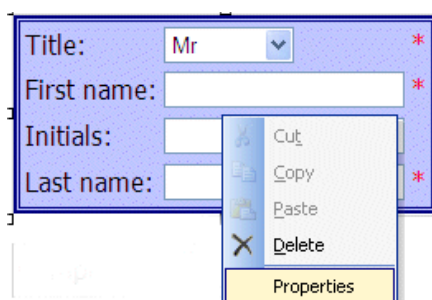 Title: Mr *
First name: *
Initials:
Last name: *
Cut
Copy
Paste
Delete
Properties